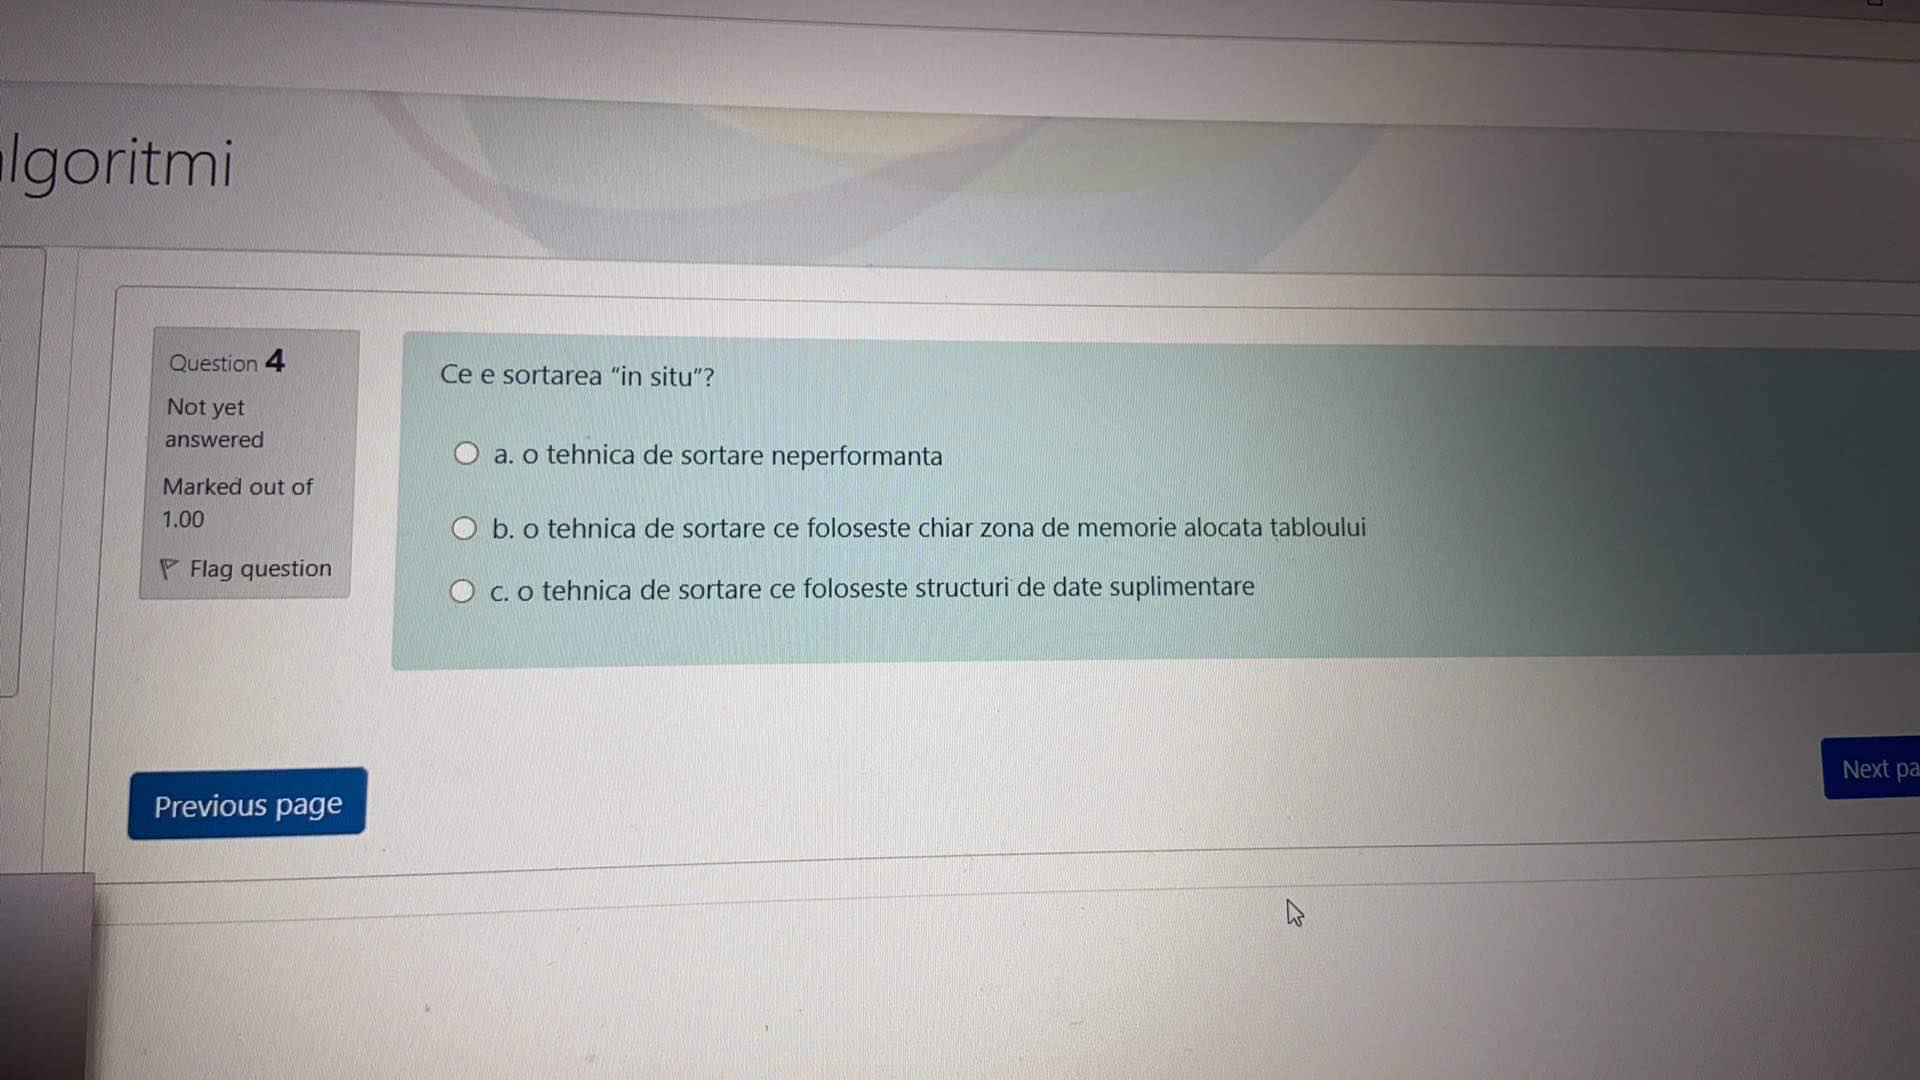 lgoritmi
Question 4
Not yet
answered
Marked out of
1.00
Flag question
Ce e sortarea “in situ”?
a. o tehnica de sortare neperformanta
b. o tehnica de sortare ce foloseste chiar zona de memorie alocata tabloului
c. o tehnica de sortare ce foloseste structuri de date suplimentare
Previous page
Next pa